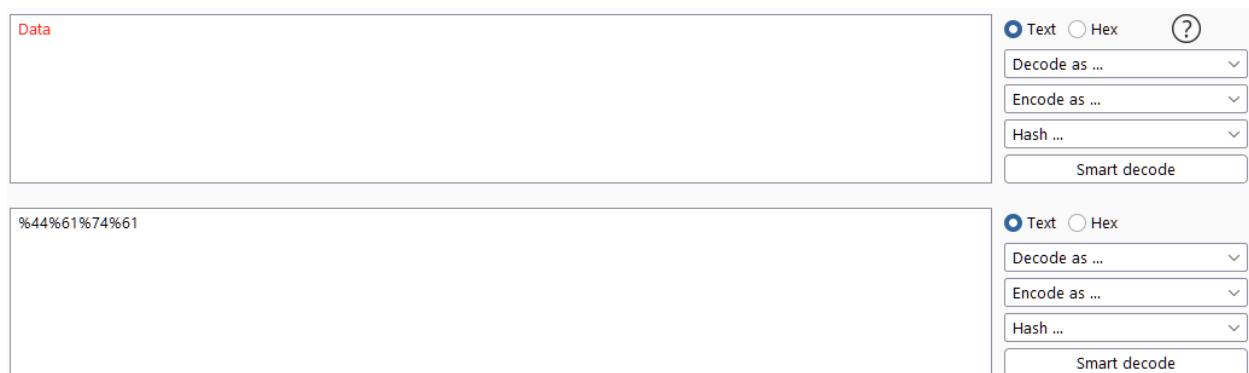 Data
Text Hex ?
Decode as ...
Encode as ...
Hash ...
Smart decode
%44%61%74%61
Text Hex
Decode as ...
Encode as ...
Hash ...
Smart decode